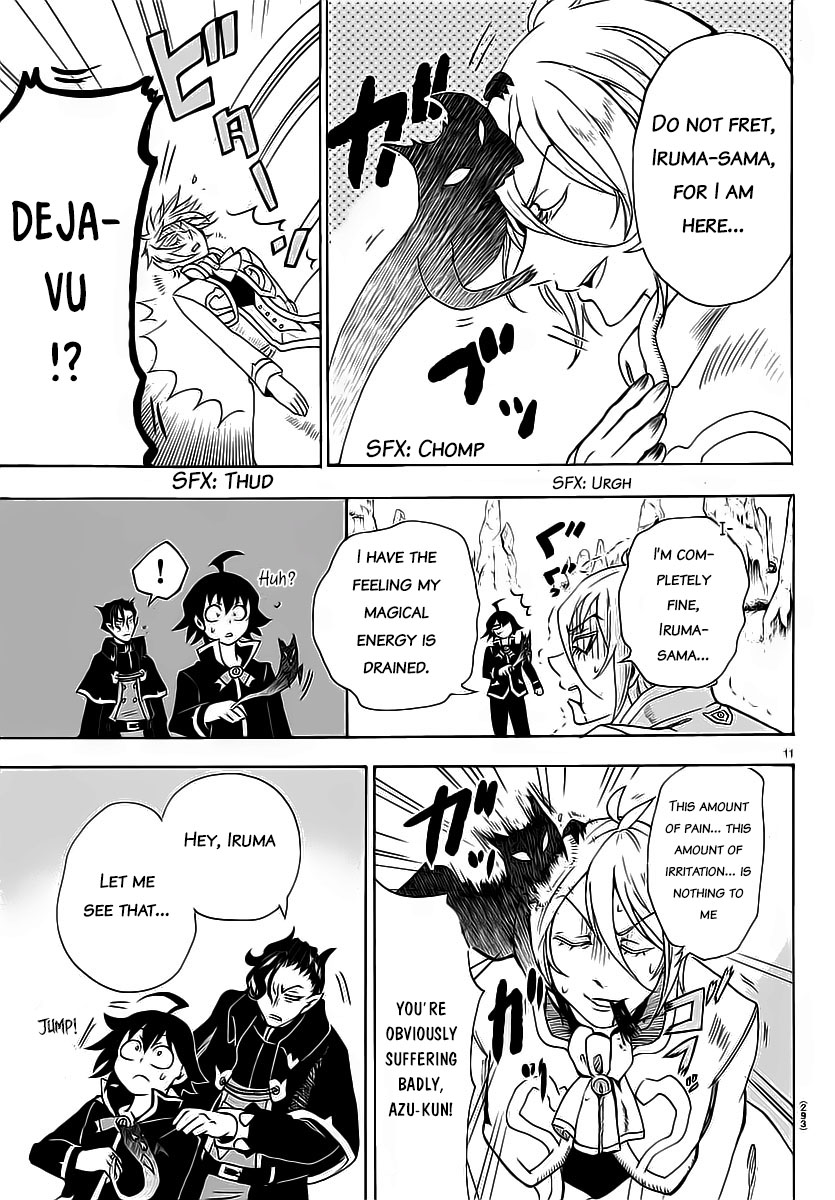 DO NOT FRET,
IRUMA-SAMA,
FOR I AM
HERE...
ガブッ
SFX: CHOMP
ビターン
DEJA-
VU
!?
SFX: THUD
SFX: URGH
I-
I'M COM-
PLETELY
FINE,
IRUMA-
SAMA...
I HAVE THE
FEELING MY
MAGICAL
ENERGY IS
DRAINED.
Huh?
!
11
THIS AMOUNT
OF PAIN... THIS
AMOUNT OF
IRRITATION... IS
NOTHING TO
ME
YOU'RE
OBVIOUSLY
SUFFERING
BADLY,
AZU-KUN!
HEY, IRUMA
LET ME
SEE THAT...
JUMP!
(293)